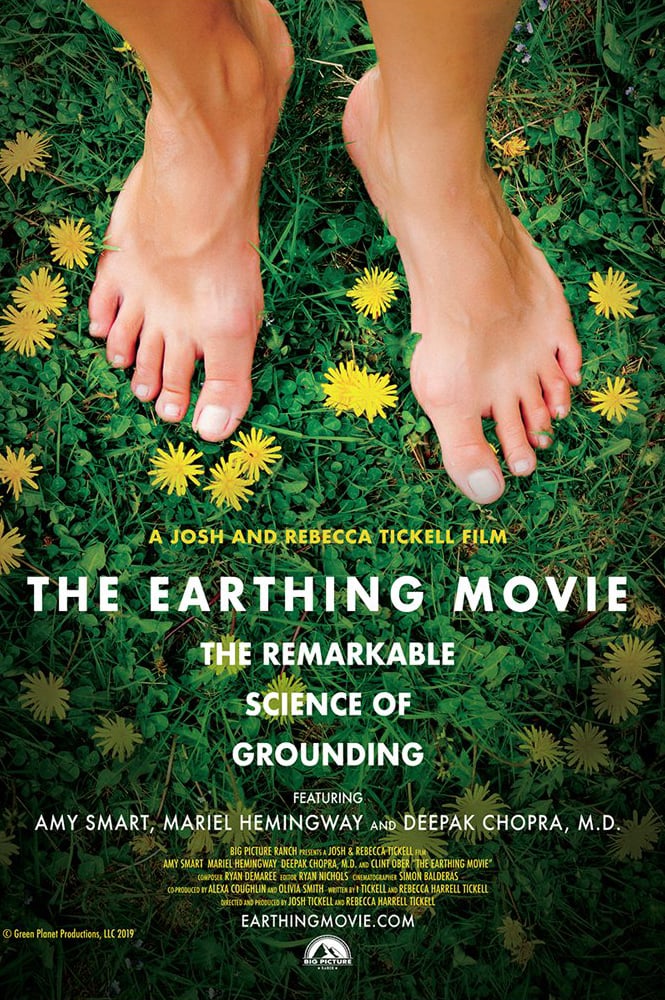 A JOSH AND REBECCA TICKELL FILM
THE EARTHING MOVIE
THE REMARKABLE
SCIENCE OF
GROUNDING
FEATURING
AMY SMART, MARIEL HEMINGWAY AND DEEPAK CHOPRA, M.D.
BIG PICTURE RANCH PRESENTS A JOSH & REBECCA TICKELL FILM
AMY SMART MARIEL HEMINGWAY DEEPAK CHOPRA, M.D. AND CLINT OBER "THE EARTHING MOVIE"
COMPOSER RYAN DEMAREE EDITOR RYAN NICHOLS CINEMATOGRAPHER SIMON BALDERAS
CO-PRODUCED BY ALEXA COUGHLIN AND OLIVIA SMITH WRITTEN BY TICKELL AND REBECCA HARRELL TICKELL
DIRECTED AND PRODUCED BY JOSH TICKELL AND REBECCA HARRELL TICKELL
EARTHINGMOVIE.COM
© Green Planet Productions, LLC 2019
BIG PICTURE
RANCH